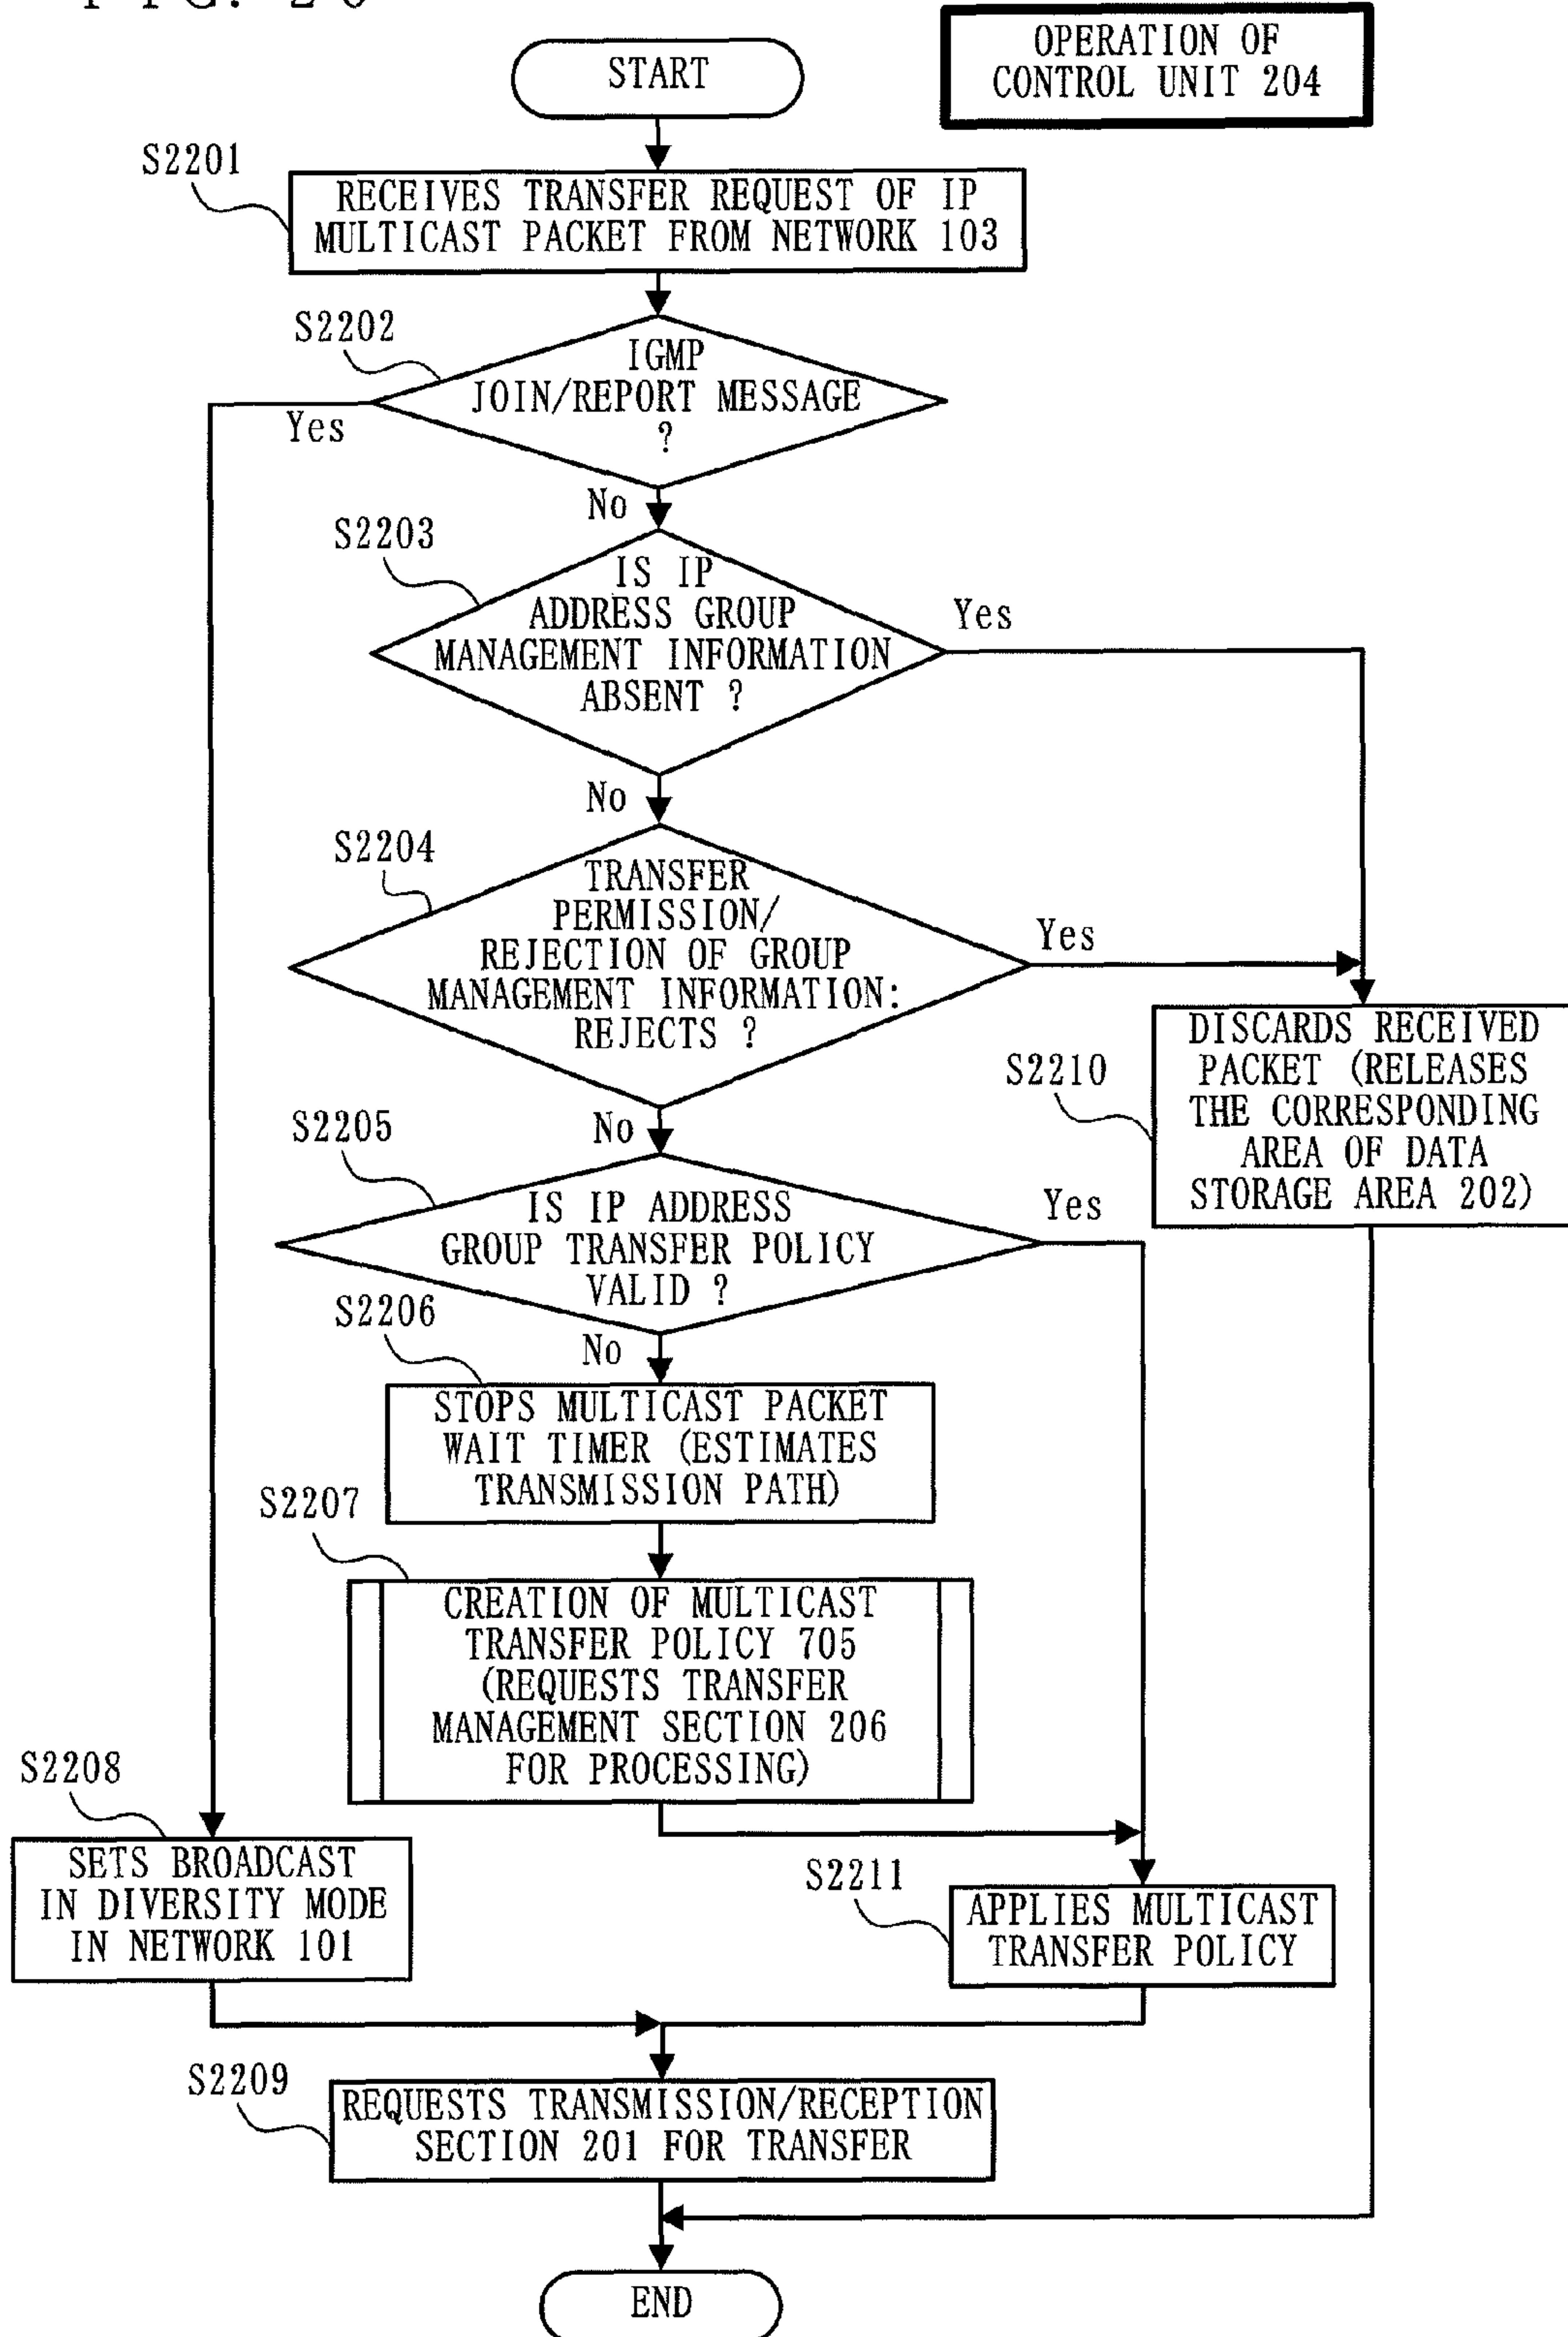 OPERATION OF
CONTROL UNIT 204
START
S2201
RECEIVES TRANSFER REQUEST OF IP
MULTICAST PACKET FROM NETWORK 103
S2202
IGMP
JOIN/REPORT MESSAGE
?
Yes
No
S2203
IS IP
ADDRESS GROUP
MANAGEMENT INFORMATION
ABSENT ?
Yes
No
S2204
TRANSFER
PERMISSION/
REJECTION OF GROUP
MANAGEMENT INFORMATION:
REJECTS ?
Yes
No
S2210
DISCARDS RECEIVED
PACKET (RELEASES
THE CORRESPONDING
AREA OF DATA
STORAGE AREA 202)
S2205
IS IP ADDRESS
GROUP TRANSFER POLICY
VALID ?
Yes
No
S2206
STOPS MULTICAST PACKET
WAIT TIMER (ESTIMATES
TRANSMISSION PATH)
S2207
CREATION OF MULTICAST
TRANSFER POLICY 705
(REQUESTS TRANSFER
MANAGEMENT SECTION 206
FOR PROCESSING)
S2208
SETS BROADCAST
IN DIVERSITY MODE
IN NETWORK 101
S2211
APPLIES MULTICAST
TRANSFER POLICY
S2209
REQUESTS TRANSMISSION/RECEPTION
SECTION 201 FOR TRANSFER
END